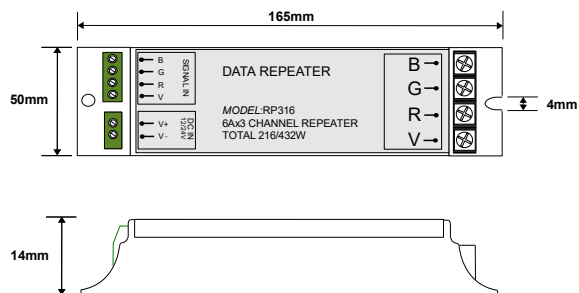 165mm
50mm
B
G
R
V
SIGNAL IN
V+
V−
DC IN
12/24V
DATA REPEATER
MODEL:RP316
6Ax3 CHANNEL REPEATER
TOTAL 216/432W
B
G
R
V
4mm
14mm